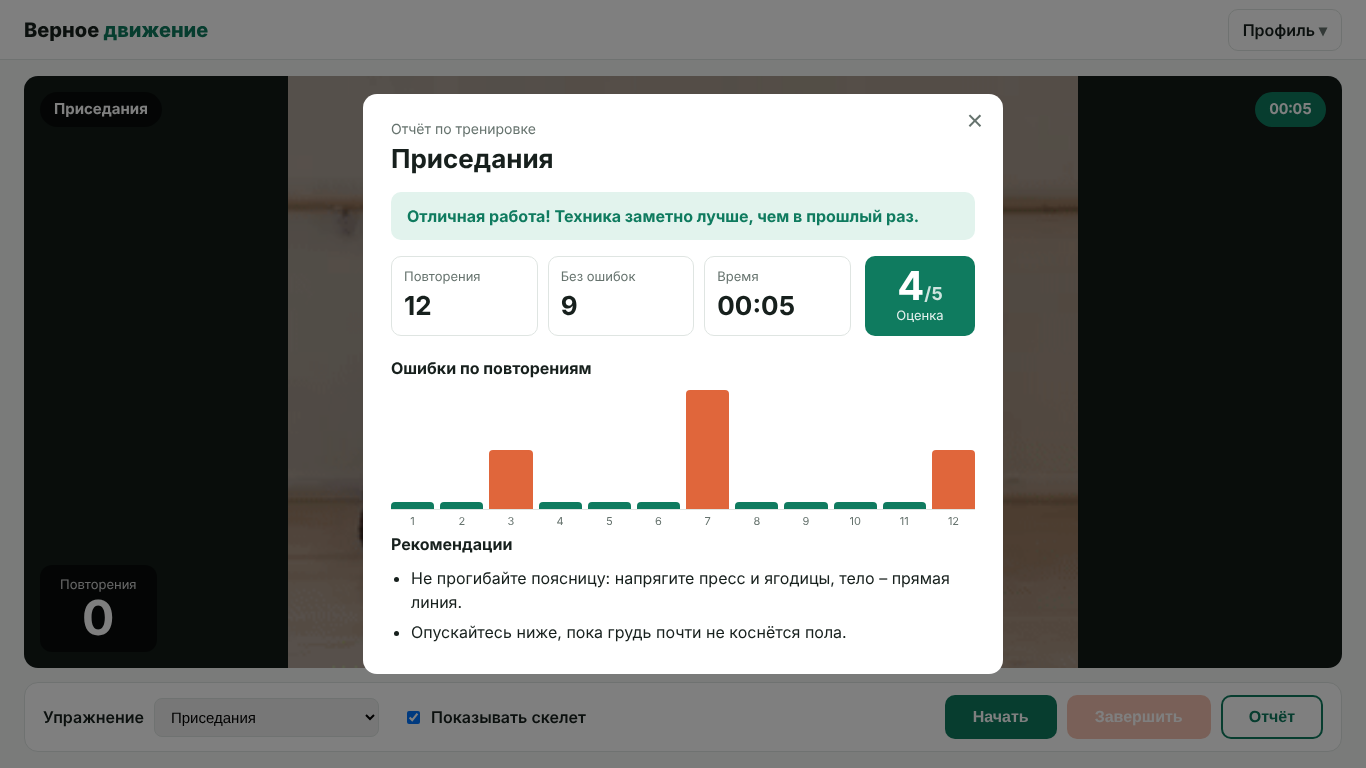 Верное движение
Профиль ▾
Приседания
00:05
Отчёт по тренировке
×
Приседания
Отличная работа! Техника заметно лучше, чем в прошлый раз.
Повторения
12
Без ошибок
9
Время
00:05
4/5
Оценка
Ошибки по повторениям
1 2 3 4 5 6 7 8 9 10 11 12
Рекомендации
• Не прогибайте поясницу: напрягите пресс и ягодицы, тело – прямая
линия.
• Опускайтесь ниже, пока грудь почти не коснётся пола.
Повторения
0
Упражнение
Приседания
Показывать скелет
Начать
Завершить
Отчёт